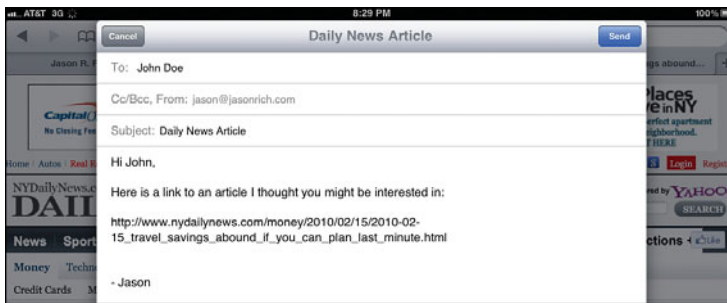 AT&T 3G 8:29 PM 100%
Cancel Daily News Article Send
Jason R. gs abound...
To: John Doe
Cc/Bcc, From: jason@jasonrich.com
Subject: Daily News Article
Hi John,
Here is a link to an article I thought you might be interested in:
http://www.nydailynews.com/money/2010/02/15/2010-02-
15_travel_savings_abound_if_you_can_plan_last_minute.html
- Jason
Capital
No Closing Fee
Places
e in NY
erfect apartment
ighborhood.
HERE
Home Autos Real
Login Regist
NYDailyNews.c
DAIL
ed by YAHOO
SEARCH
News Sport
ctions Like
Money Techn
Credit Cards M